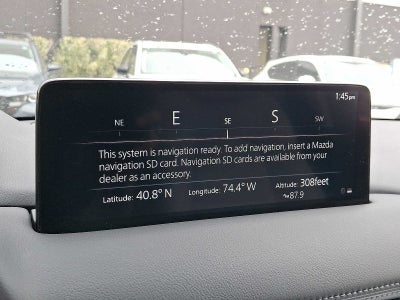 1:45pm
NE E SE S SW
This system is navigation ready. To add navigation, insert a Mazda
navigation SD card. Navigation SD cards are available from your
dealer as an accessory.
Latitude: 40.8° N Longitude: 74.4° W Altitude: 308feet
87.9